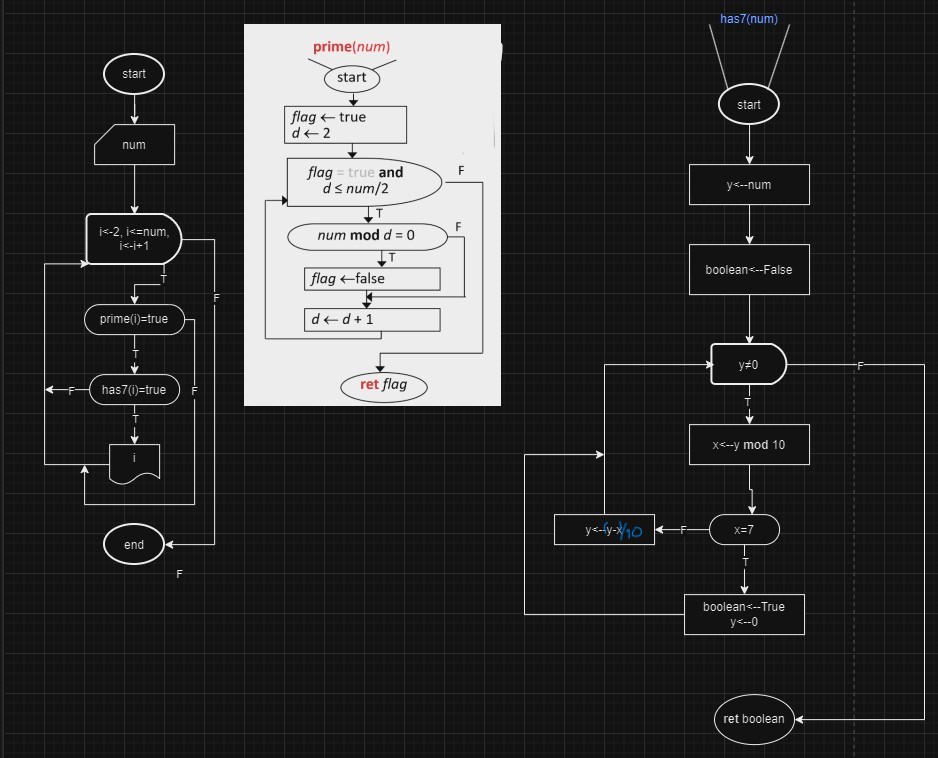 start
num
i<-2, i<=num,
i<-i+1
T
F
prime(i)=true
T
F
has7(i)=true
F
T
i
end
F
prime(num)
start
flag ← true
d ← 2
flag = true and
d ≤ num/2
F
T
num mod d = 0
F
T
flag ←false
d ← d + 1
ret flag
has7(num)
start
y<--num
boolean<--False
y≠0
F
T
x<--y mod 10
x=7
F
y<--(y-x)/10
T
boolean<--True
y<--0
ret boolean